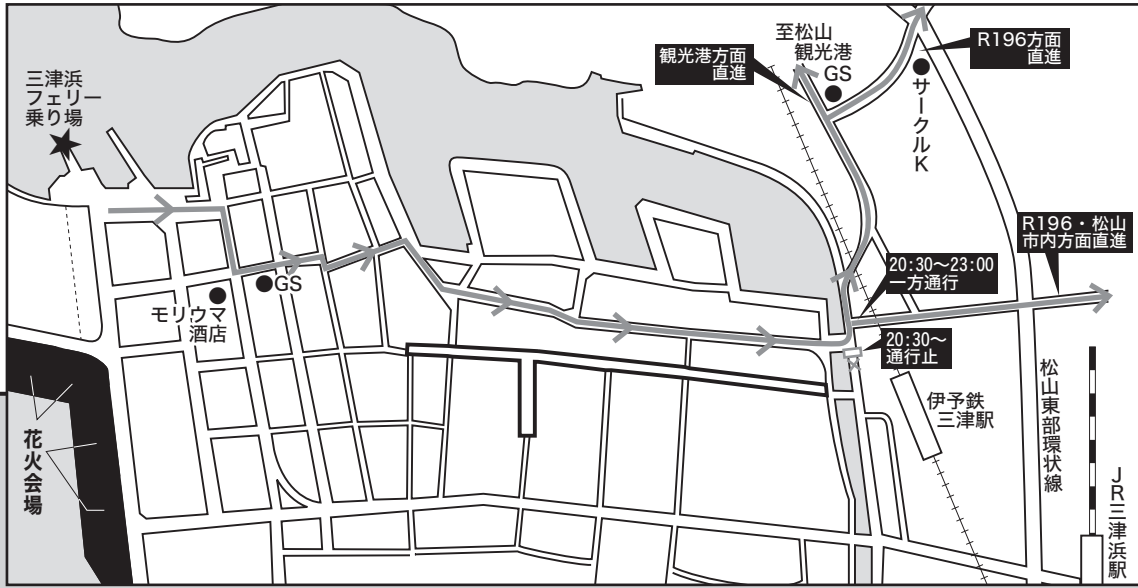 三津浜
フェリー
乗り場
至松山
観光港
観光港方面
直進
GS
R196方面
直進
サークルK
R196・松山
市内方面直進
20:30〜23:00
一方通行
GS
モリウマ
酒店
20:30〜
通行止
伊予鉄
三津駅
松山東部環状線
花火会場
JR三津浜駅